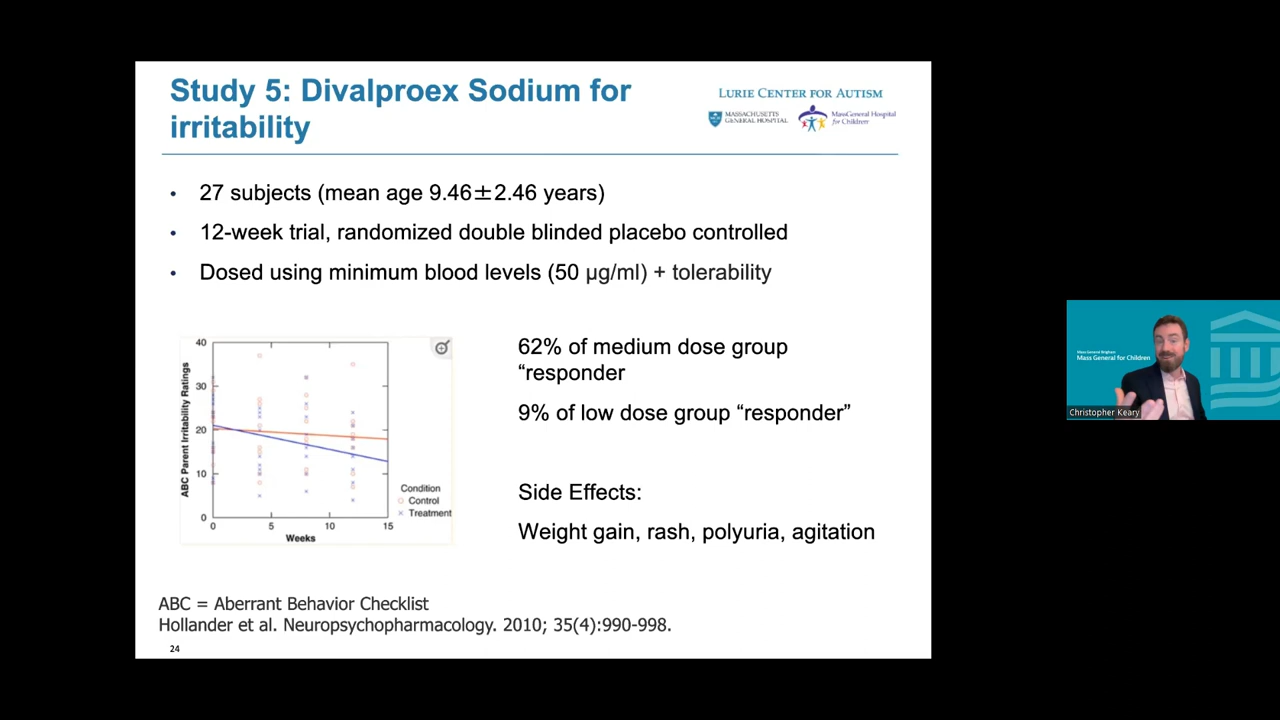 Study 5: Divalproex Sodium for
irritability
LURIE CENTER FOR AUTISM
MASSACHUSETTS
GENERAL HOSPITAL
MassGeneral Hospital
for Children
• 27 subjects (mean age 9.46±2.46 years)
• 12-week trial, randomized double blinded placebo controlled
• Dosed using minimum blood levels (50 µg/ml) + tolerability
ABC Parent Irritability Ratings
40
30
20
10
0
0 5 10 15
Weeks
Condition
Control
Treatment
62% of medium dose group
“responder
9% of low dose group “responder”
Side Effects:
Weight gain, rash, polyuria, agitation
ABC = Aberrant Behavior Checklist
Hollander et al. Neuropsychopharmacology. 2010; 35(4):990-998.
24
Mass General Brigham
Mass General for Children
Christopher Keary